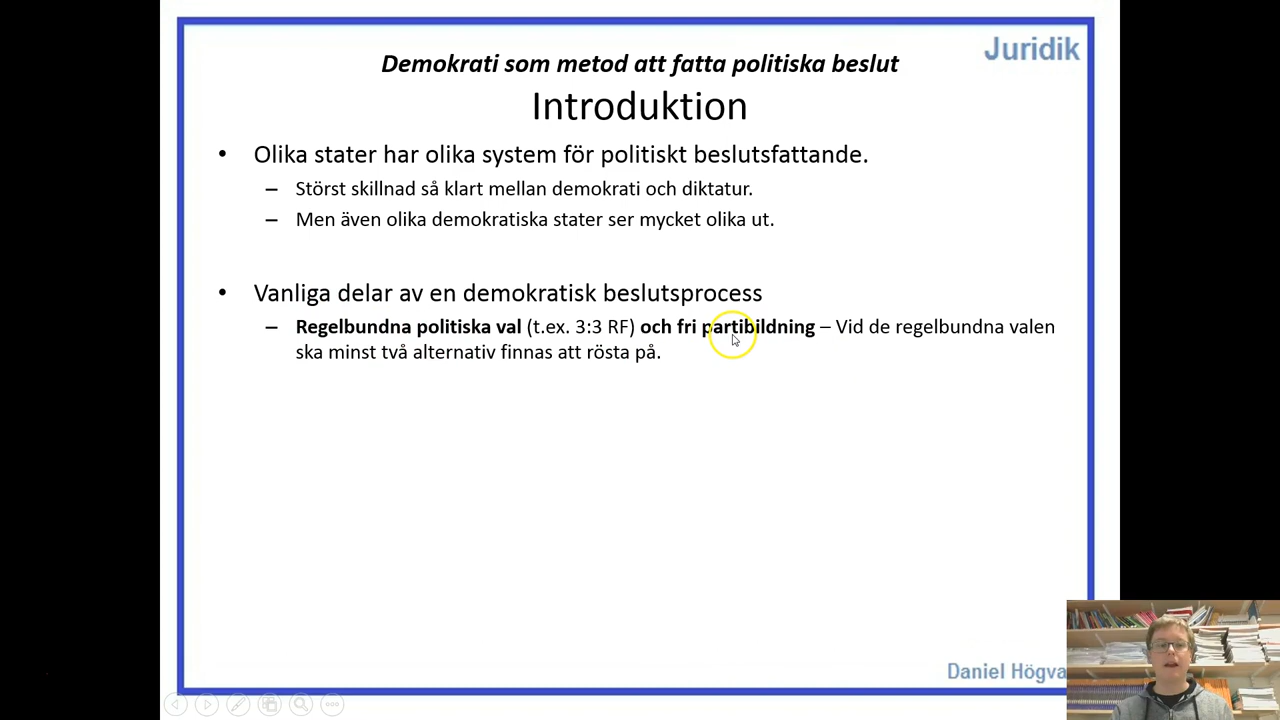 Juridik
Demokrati som metod att fatta politiska beslut
Introduktion
• Olika stater har olika system för politiskt beslutsfattande.
– Störst skillnad så klart mellan demokrati och diktatur.
– Men även olika demokratiska stater ser mycket olika ut.
• Vanliga delar av en demokratisk beslutsprocess
– Regelbundna politiska val (t.ex. 3:3 RF) och fri partibildning – Vid de regelbundna valen
ska minst två alternativ finnas att rösta på.
Daniel Högva